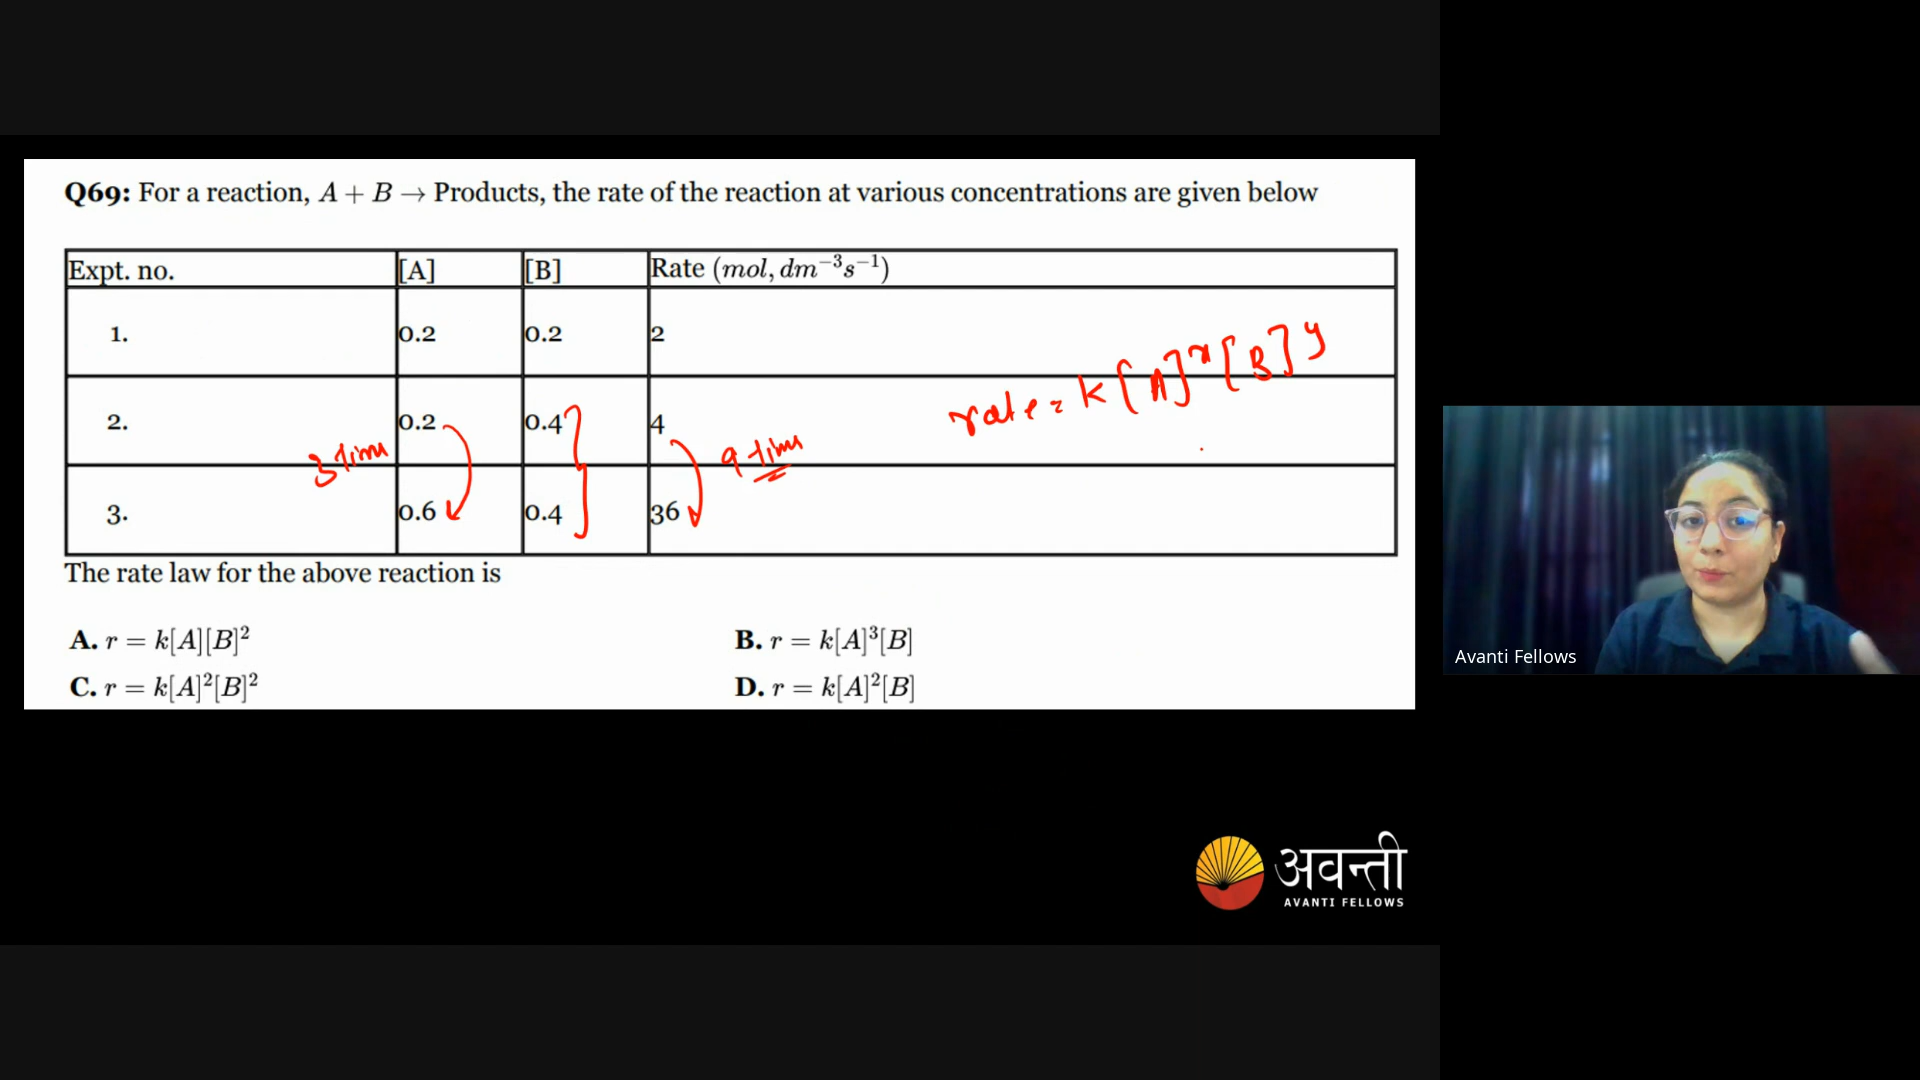 Q69: For a reaction, A + B → Products, the rate of the reaction at various concentrations are given below
Expt. no. [A] [B] Rate (mol, dm⁻³s⁻¹)
1. 0.2 0.2 2
rate = k[A]ˣ[B]ʸ
2. 0.2 0.4 4
3 times
9 times
3. 0.6 0.4 36
The rate law for the above reaction is
A. r = k[A][B]²
B. r = k[A]³[B]
C. r = k[A]²[B]²
D. r = k[A]²[B]
Avanti Fellows
अवन्ती
AVANTI FELLOWS